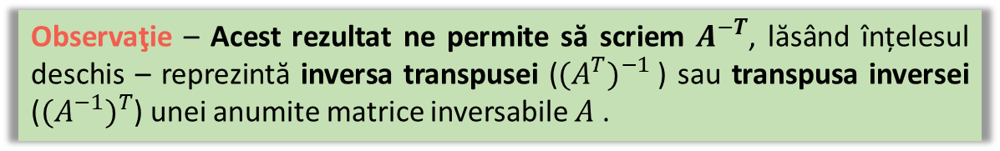 Observaţie – Acest rezultat ne permite să scriem 𝑨⁻ᵀ, lăsând înțelesul
deschis – reprezintă inversa transpusei ((𝐴ᵀ)⁻¹ ) sau transpusa inversei
((𝐴⁻¹)ᵀ) unei anumite matrice inversabile 𝐴 .